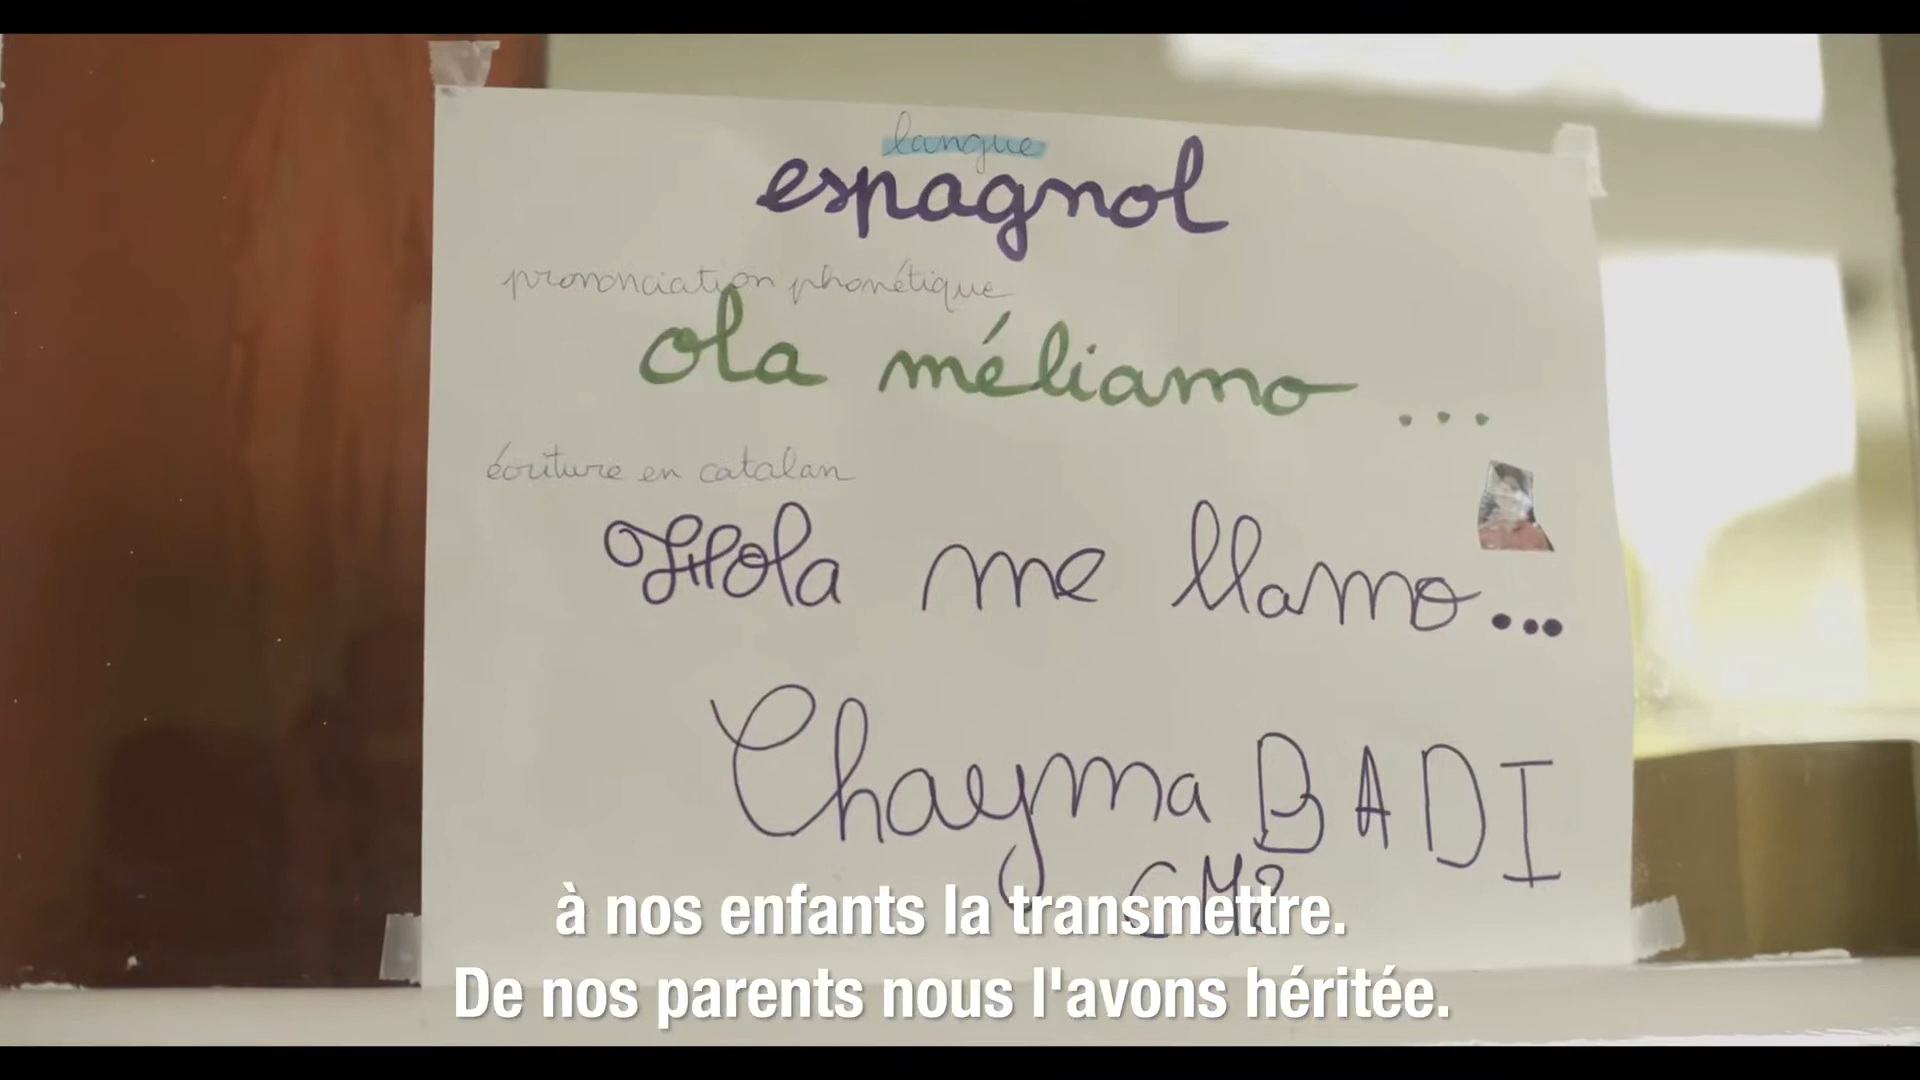 langue
espagnol
prononciation phonétique
ola méliamo ...
écriture en catalan
Hola me llamo...
Chayma BADI
CM2
à nos enfants la transmettre.
De nos parents nous l'avons héritée.